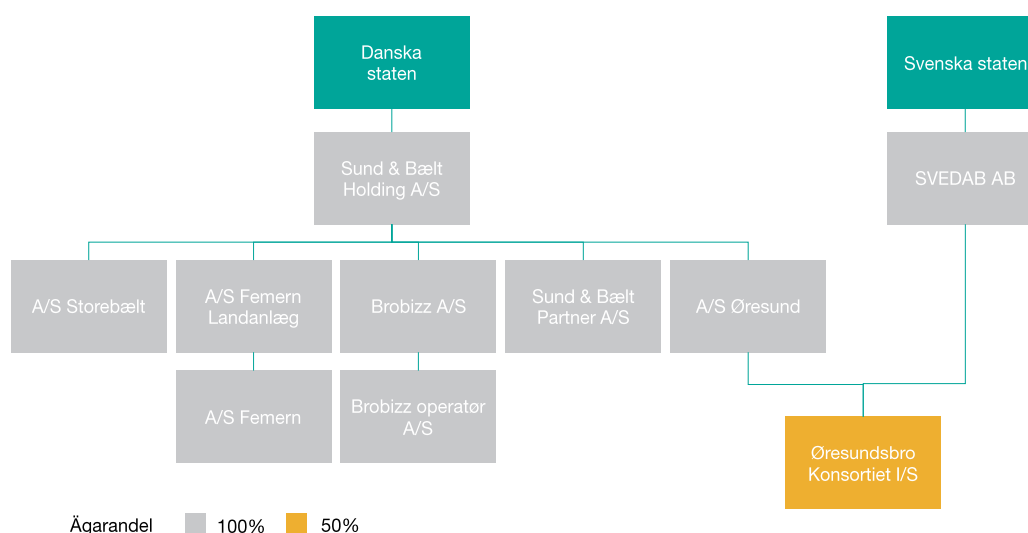 Danska
staten
Svenska staten
Sund & Bælt
Holding A/S
SVEDAB AB
A/S Storebælt
A/S Femern
Landanlæg
Brobizz A/S
Sund & Bælt
Partner A/S
A/S Øresund
A/S Femern
Brobizz operatør
A/S
Øresundsbro
Konsortiet I/S
Ägarandel 100% 50%